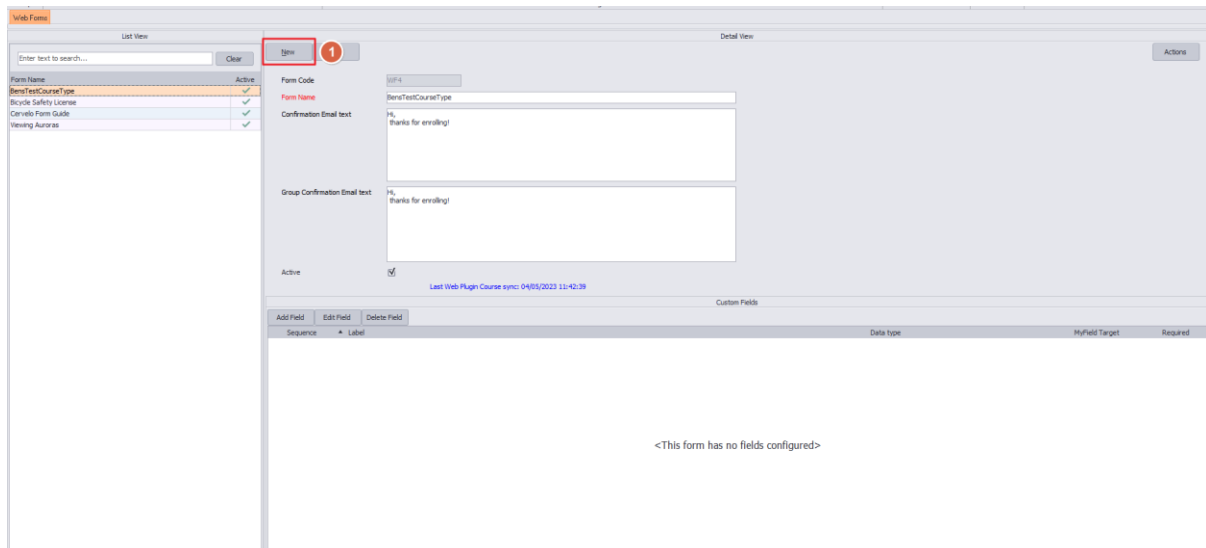 Web Forms
List View
Detail View
Enter text to search...
Clear
New
1
Actions
Form Name
Active
BensTestCourseType
Bicycle Safety License
Cervelo Form Guide
Viewing Auroras
Form Code
WF4
Form Name
BensTestCourseType
Confirmation Email text
Hi,
thanks for enrolling!
Group Confirmation Email text
Hi,
thanks for enrolling!
Active
Last Web Plugin Course sync: 04/05/2023 11:42:39
Custom Fields
Add Field Edit Field Delete Field
Sequence Label Data type MyField Target Required
<This form has no fields configured>